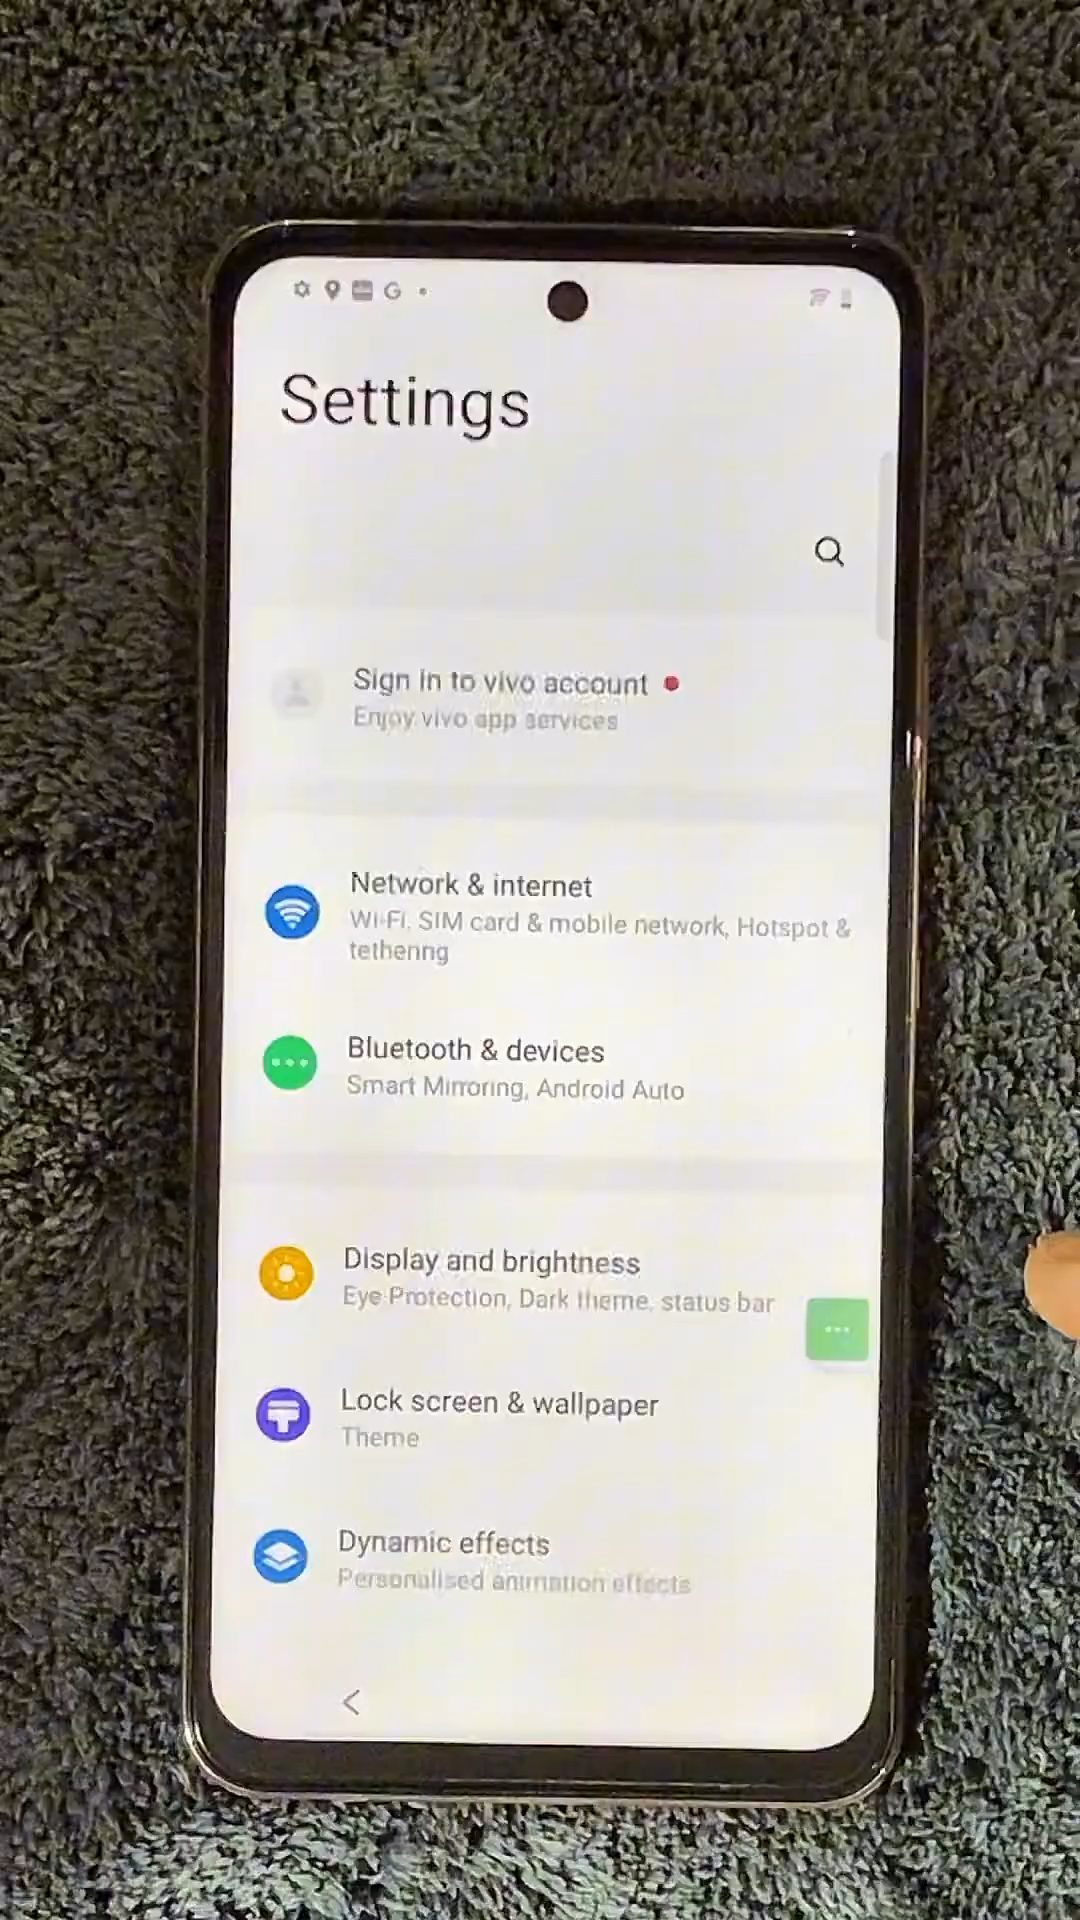 G
Settings
Sign in to vivo account
Enjoy vivo app services
Network & internet
Wi-Fi, SIM card & mobile network, Hotspot &
tethering
Bluetooth & devices
Smart Mirroring, Android Auto
Display and brightness
Eye Protection, Dark theme, status bar
Lock screen & wallpaper
Theme
Dynamic effects
Personalised animation effects